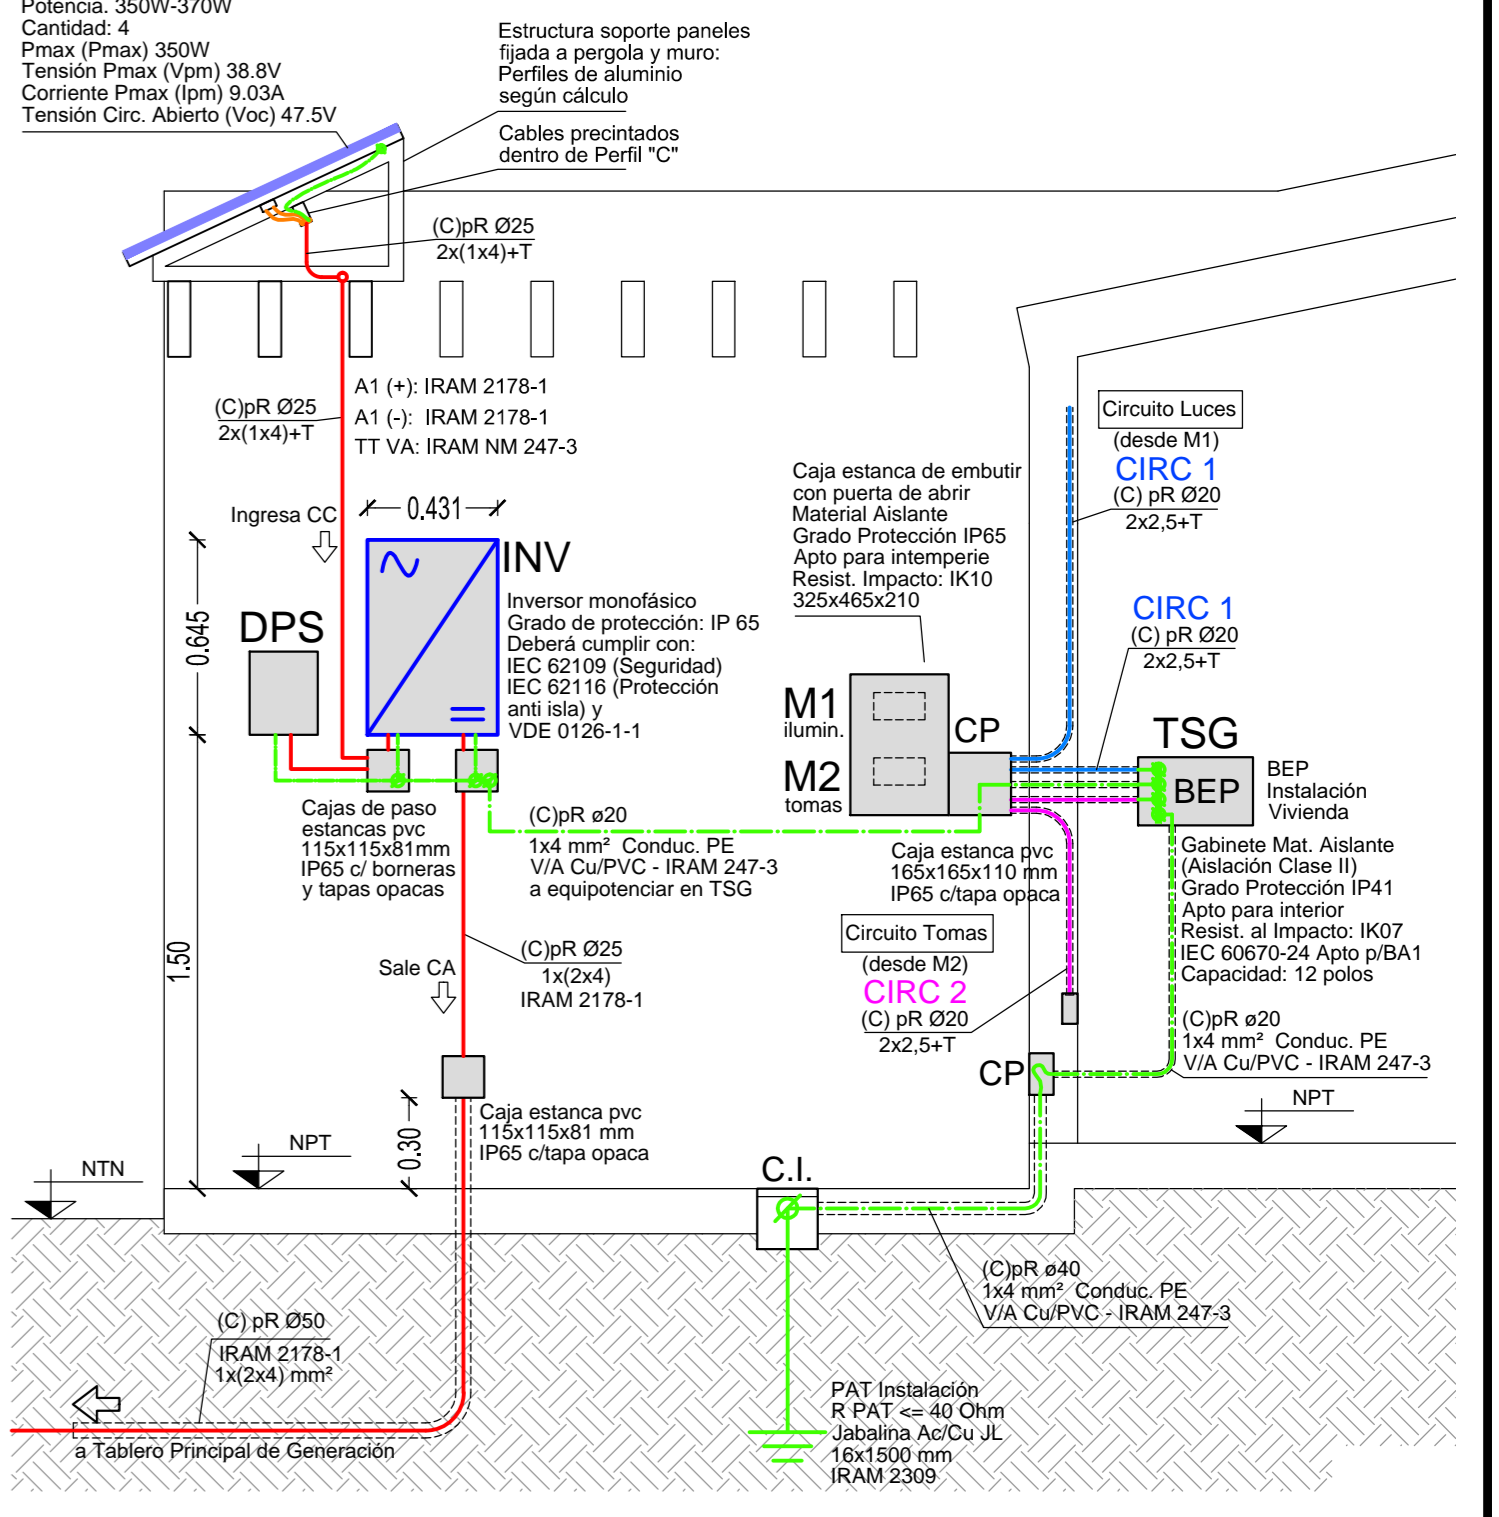 Potencia. 350W-370W
Cantidad: 4
Pmax (Pmax) 350W
Tensión Pmax (Vpm) 38.8V
Corriente Pmax (Ipm) 9.03A
Tensión Circ. Abierto (Voc) 47.5V
Estructura soporte paneles
fijada a pergola y muro:
Perfiles de aluminio
según cálculo
Cables precintados
dentro de Perfil "C"
(C)pR Ø25
2x(1x4)+T
A1 (+): IRAM 2178-1
A1 (-): IRAM 2178-1
TT VA: IRAM NM 247-3
(C)pR Ø25
2x(1x4)+T
Ingresa CC
0.431
0.645
1.50
DPS
INV
Inversor monofásico
Grado de protección: IP 65
Deberá cumplir con:
IEC 62109 (Seguridad)
IEC 62116 (Protección
anti isla) y
VDE 0126-1-1
Caja estanca de embutir
con puerta de abrir
Material Aislante
Grado Protección IP65
Apto para intemperie
Resist. Impacto: IK10
325x465x210
Circuito Luces
(desde M1)
CIRC 1
(C) pR Ø20
2x2,5+T
CIRC 1
(C) pR Ø20
2x2,5+T
M1
ilumin.
M2
tomas
CP
TSG
BEP
BEP
Instalación
Vivienda
Cajas de paso
estancas pvc
115x115x81mm
IP65 c/ borneras
y tapas opacas
(C)pR ø20
1x4 mm² Conduc. PE
V/A Cu/PVC - IRAM 247-3
a equipotenciar en TSG
Caja estanca pvc
165x165x110 mm
IP65 c/tapa opaca
Gabinete Mat. Aislante
(Aislación Clase II)
Grado Protección IP41
Apto para interior
Resist. al Impacto: IK07
IEC 60670-24 Apto p/BA1
Capacidad: 12 polos
Circuito Tomas
(desde M2)
CIRC 2
(C) pR Ø20
2x2,5+T
Sale CA
(C)pR Ø25
1x(2x4)
IRAM 2178-1
(C)pR ø20
1x4 mm² Conduc. PE
V/A Cu/PVC - IRAM 247-3
CP
NPT
Caja estanca pvc
115x115x81 mm
IP65 c/tapa opaca
0.30
NPT
NTN
C.I.
(C)pR ø40
1x4 mm² Conduc. PE
V/A Cu/PVC - IRAM 247-3
(C) pR Ø50
IRAM 2178-1
1x(2x4) mm²
a Tablero Principal de Generación
PAT Instalación
R PAT <= 40 Ohm
Jabalina Ac/Cu JL
16x1500 mm
IRAM 2309